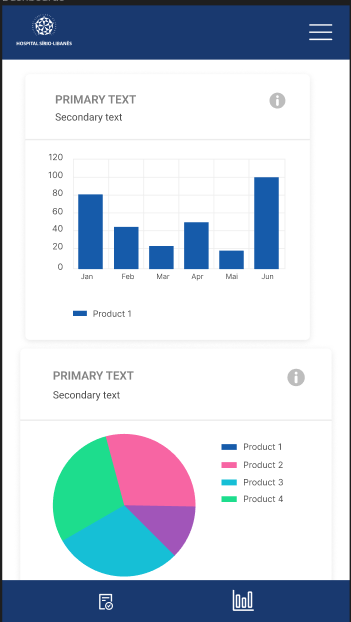 Dashboards
HOSPITAL SÍRIO-LIBANÊS
PRIMARY TEXT
Secondary text
120
100
80
60
40
20
0
Jan Feb Mar Apr Mai Jun
Product 1
PRIMARY TEXT
Secondary text
Product 1
Product 2
Product 3
Product 4